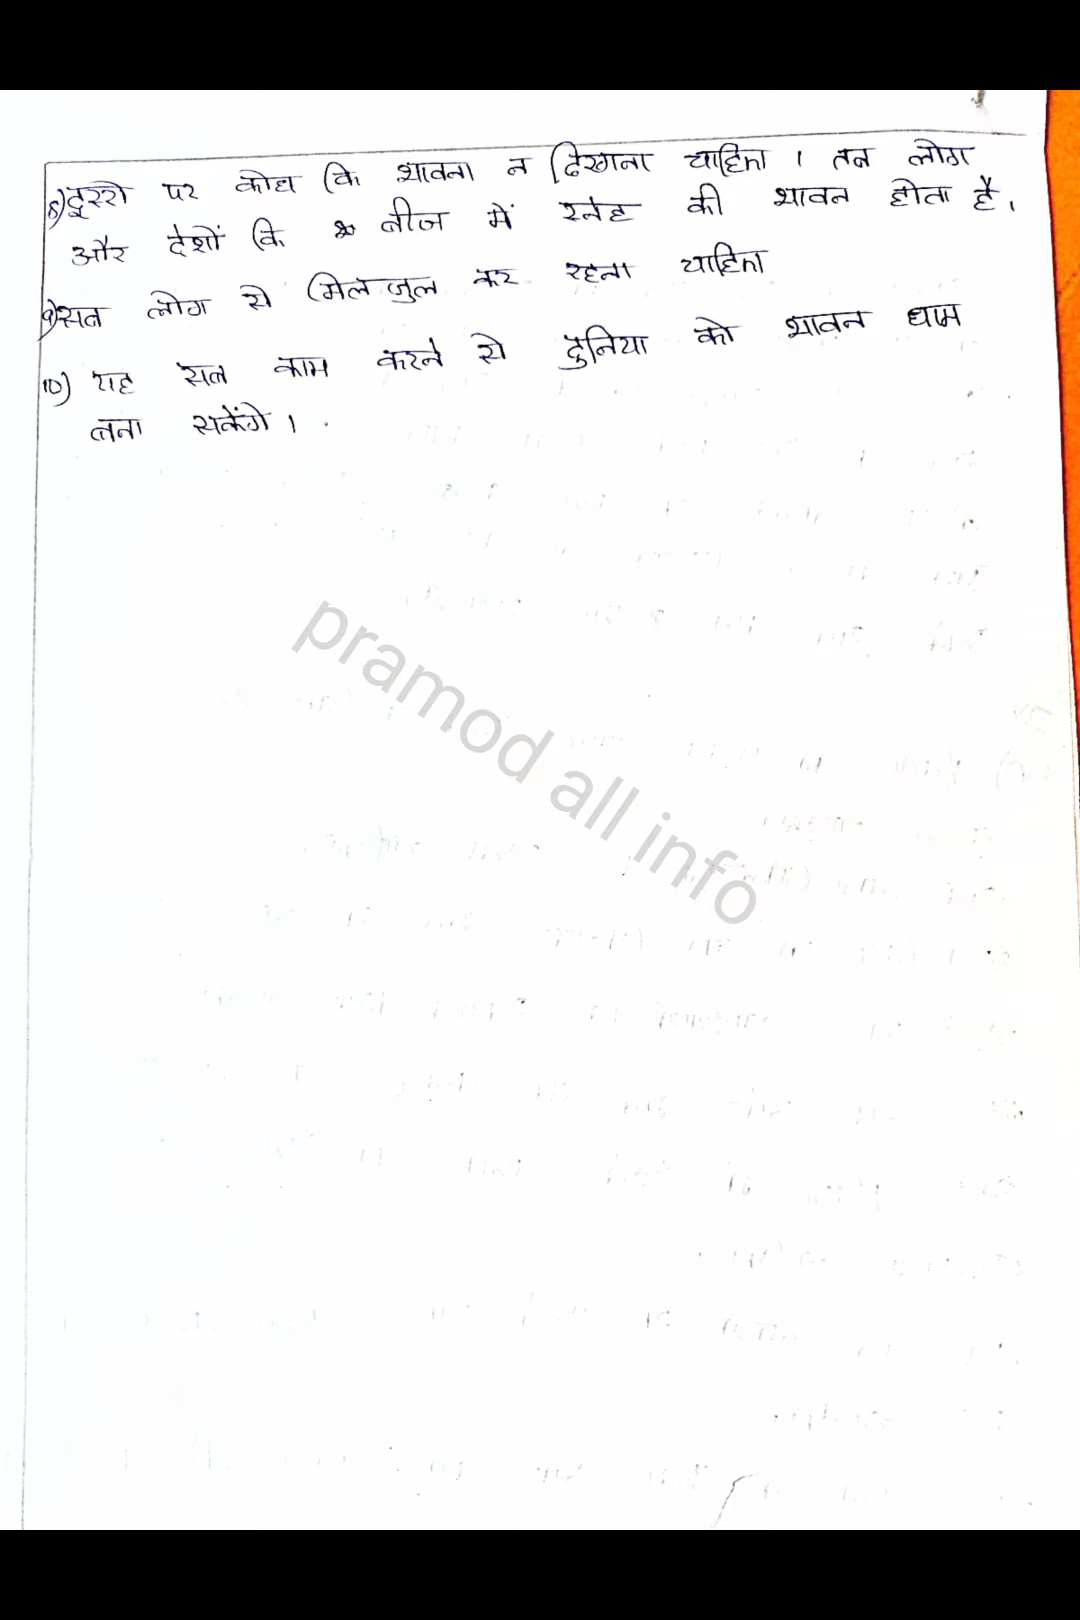 8) दुसरो पर क्रोध कि भावना न दिखाना चाहिए । तब लोग
और देशों कि बीज में स्नेह की भावन होता है ।
9) सब लोग से मिलजुल कर रहना चाहिए
10) यह सब काम करने से दुनिया को भावन धाम
बना सकेंगे ।
pramod all info